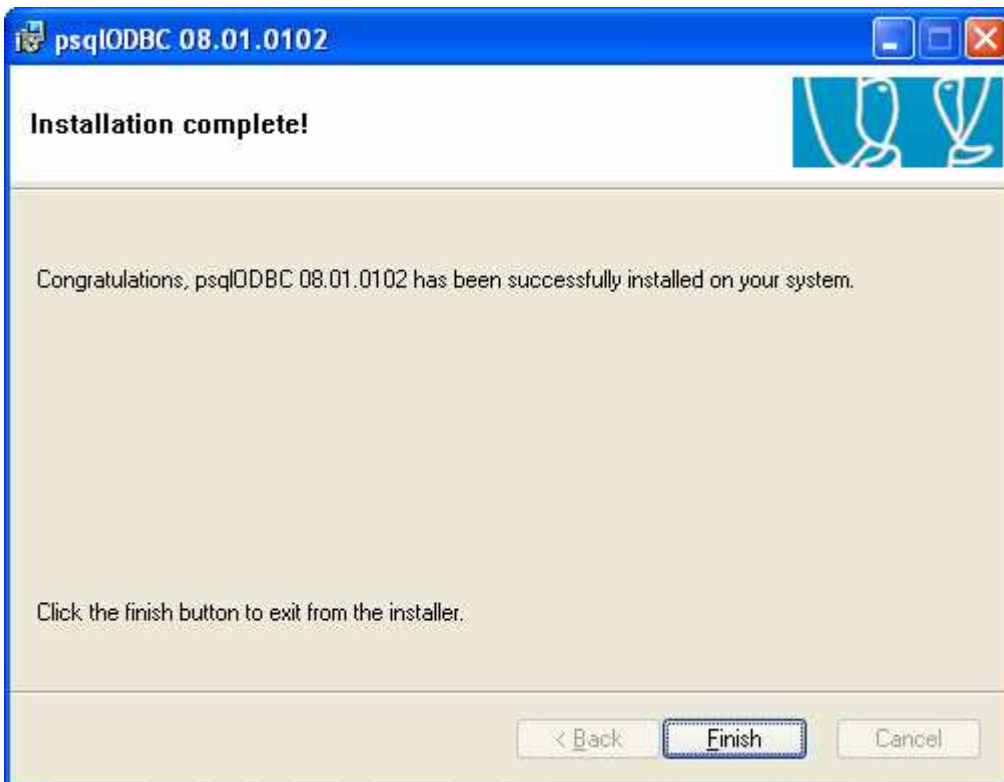 psqlODBC 08.01.0102
Installation complete!
Congratulations, psqlODBC 08.01.0102 has been successfully installed on your system.
Click the finish button to exit from the installer.
< Back
Finish
Cancel